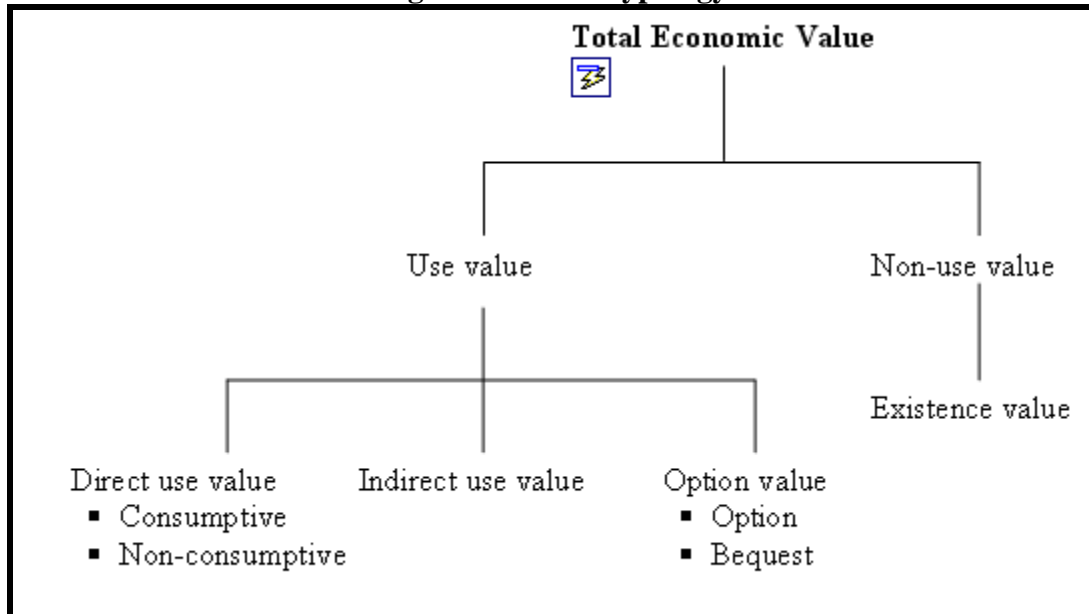 Total Economic Value
Use value
Non-use value
Existence value
Direct use value
▪ Consumptive
▪ Non-consumptive
Indirect use value
Option value
▪ Option
▪ Bequest